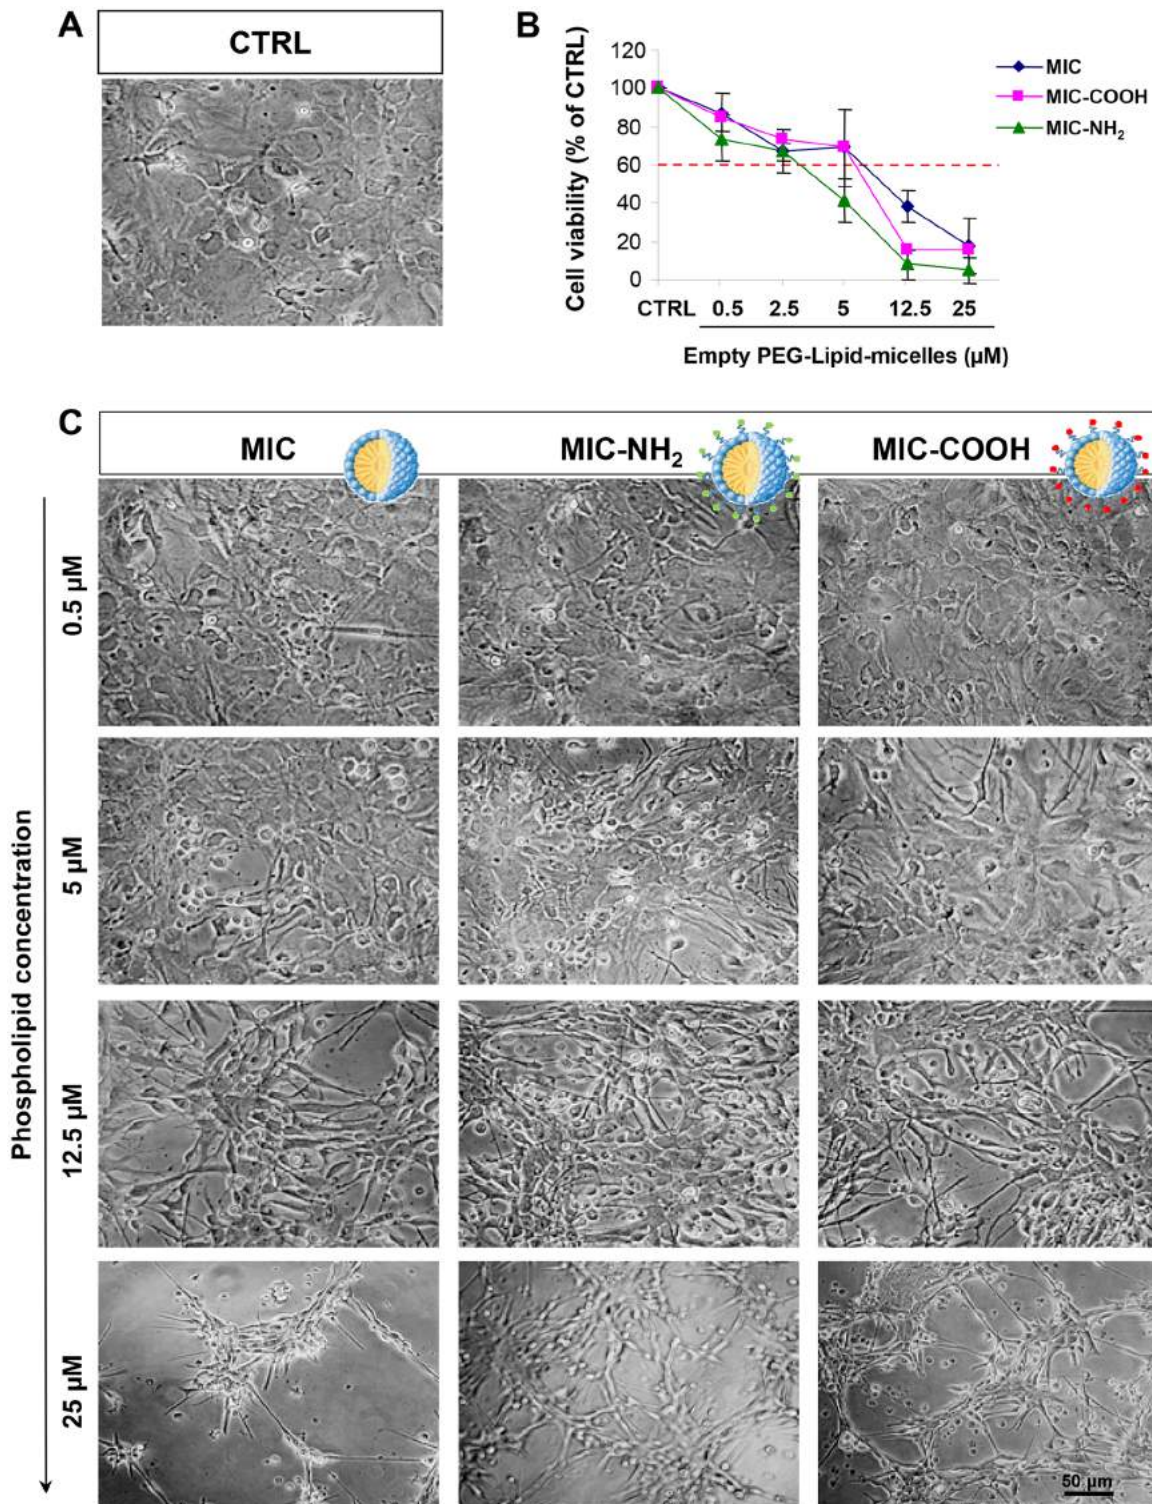 A
CTRL
B
Cell viability (% of CTRL)
120
100
80
60
40
20
0
CTRL 0.5 2.5 5 12.5 25
Empty PEG-Lipid-micelles (µM)
MIC
MIC-COOH
MIC-NH₂
C
MIC MIC-NH₂ MIC-COOH
Phospholipid concentration
0.5 µM
5 µM
12.5 µM
25 µM
50 µm